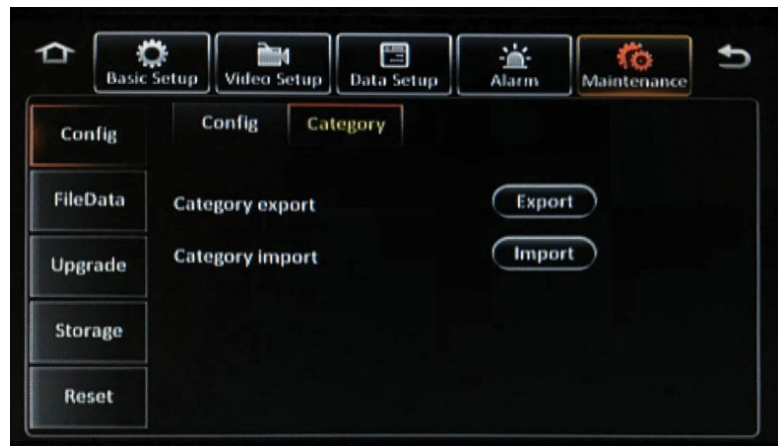 Basic Setup
Video Setup
Data Setup
Alarm
Maintenance
Config
Config
Category
FileData
Category export
Export
Upgrade
Category import
Import
Storage
Reset